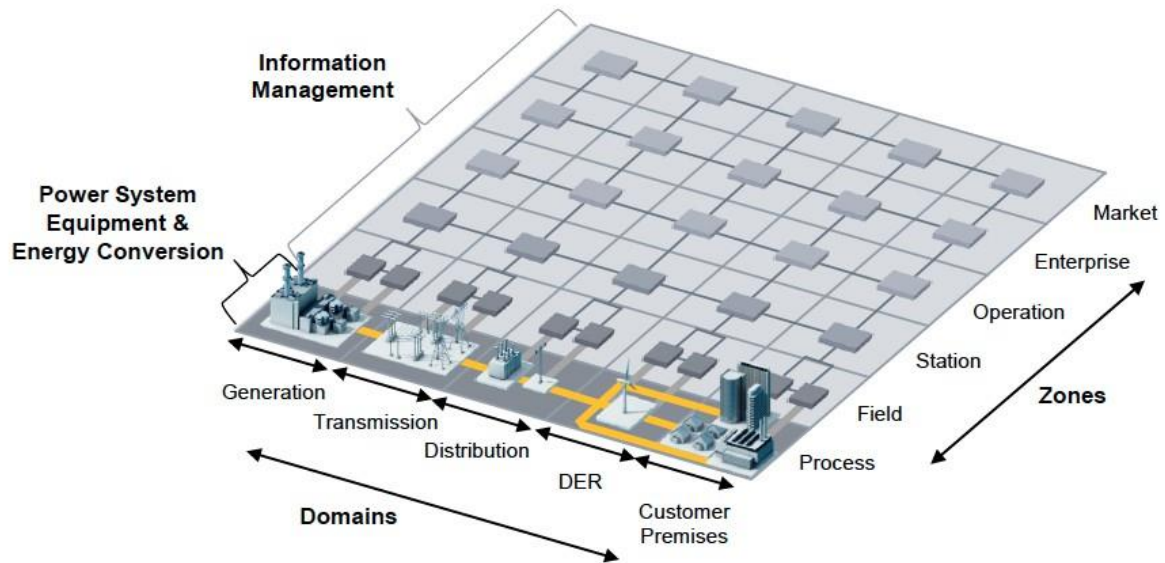 Information
Management
Power System
Equipment &
Energy Conversion
Market
Enterprise
Operation
Station
Field
Process
Zones
Generation
Transmission
Distribution
DER
Customer
Premises
Domains